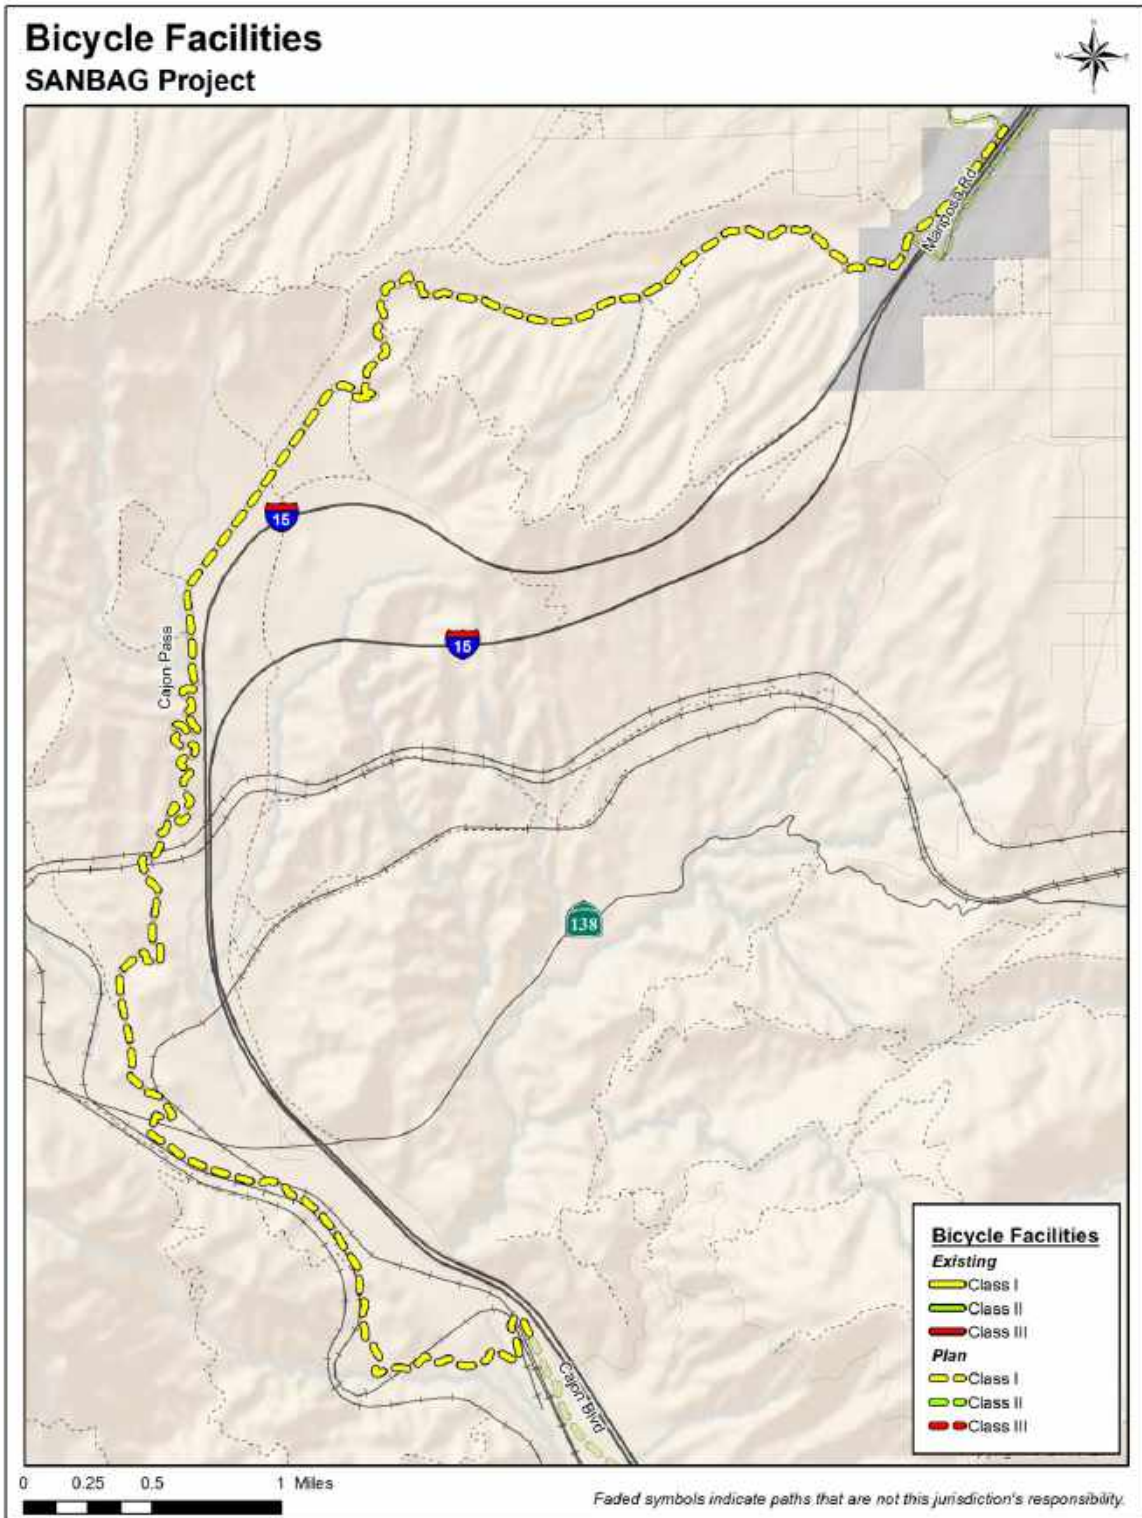 Bicycle Facilities
SANBAG Project
N
W
E
S
Mariposa Rd
15
15
Cajon Pass
138
Cajon Blvd
Bicycle Facilities
Existing
Class I
Class II
Class III
Plan
Class I
Class II
Class III
0 0.25 0.5 1 Miles
Faded symbols indicate paths that are not this jurisdiction's responsibility.